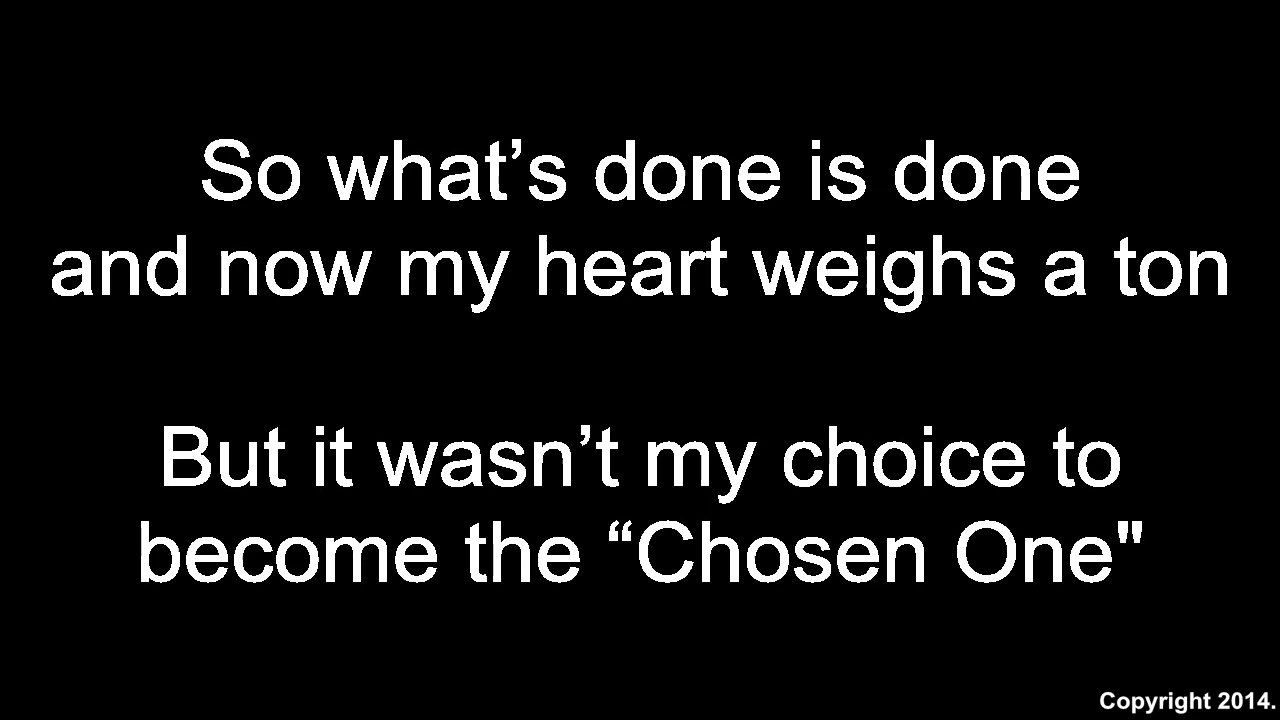 So what’s done is done
and now my heart weighs a ton
But it wasn’t my choice to
become the “Chosen One"
Copyright 2014.